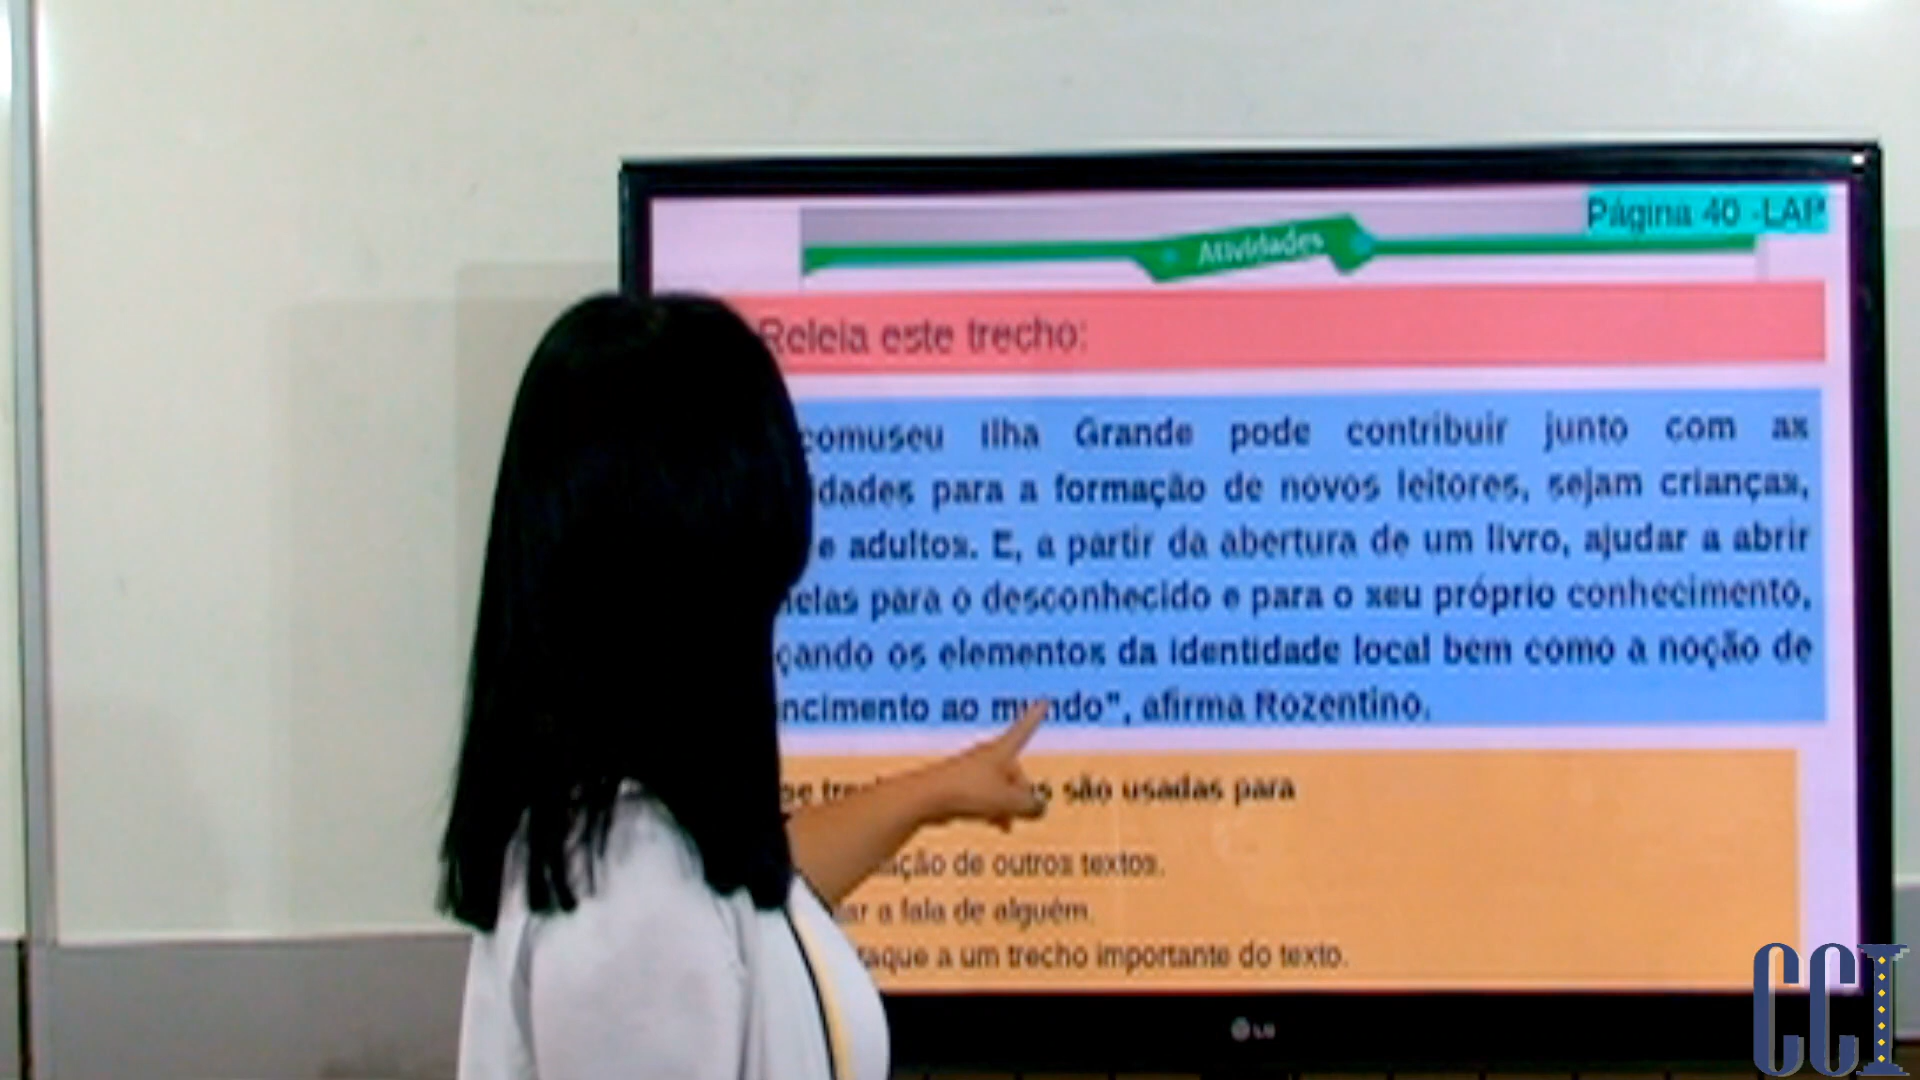 Página 40 -LAP
Atividades
Releia este trecho:
comuseu Ilha Grande pode contribuir junto com as
dades para a formação de novos leitores, sejam crianças,
e adultos. E, a partir da abertura de um livro, ajudar a abrir
nelas para o desconhecido e para o seu próprio conhecimento,
çando os elementos da identidade local bem como a noção de
ncimento ao mundo", afirma Rozentino.
são usadas para
ação de outros textos.
ar a fala de alguém.
taque a um trecho importante do texto.
LG
CCI